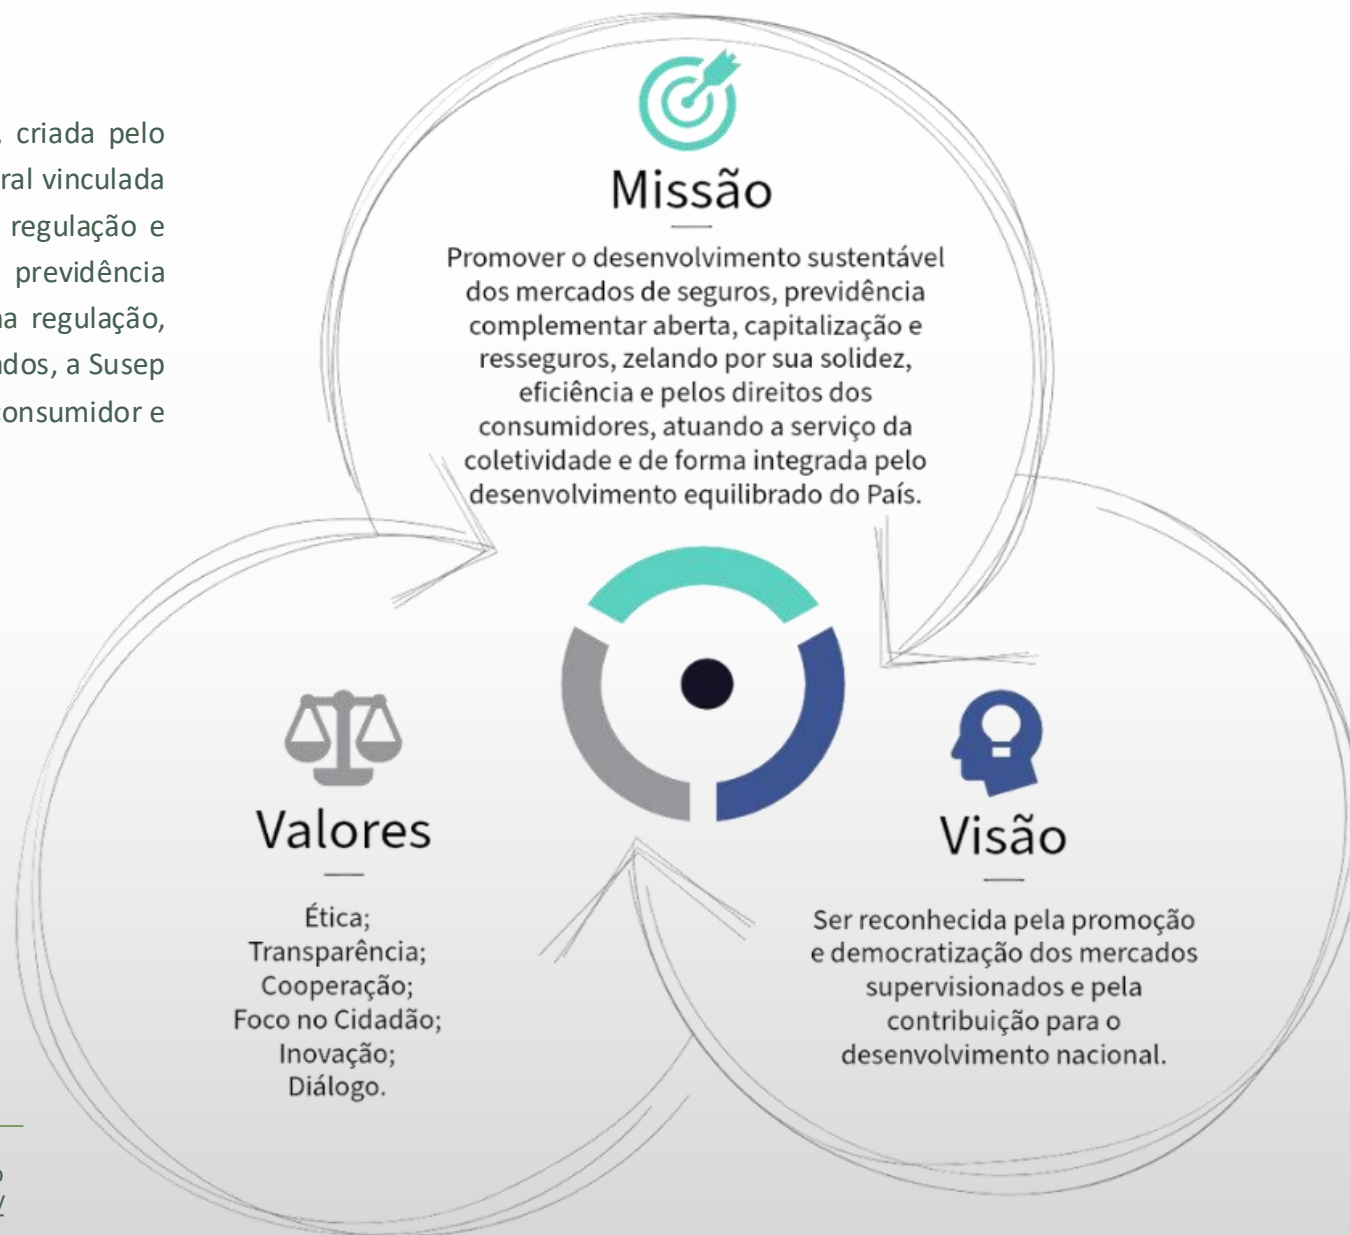 criada pelo
ral vinculada
regulação e
previdência
na regulação,
dos, a Susep
consumidor e
Missão
Promover o desenvolvimento sustentável
dos mercados de seguros, previdência
complementar aberta, capitalização e
resseguros, zelando por sua solidez,
eficiência e pelos direitos dos
consumidores, atuando a serviço da
coletividade e de forma integrada pelo
desenvolvimento equilibrado do País.
Valores
Ética;
Transparência;
Cooperação;
Foco no Cidadão;
Inovação;
Diálogo.
Visão
Ser reconhecida pela promoção
e democratização dos mercados
supervisionados e pela
contribuição para o
desenvolvimento nacional.